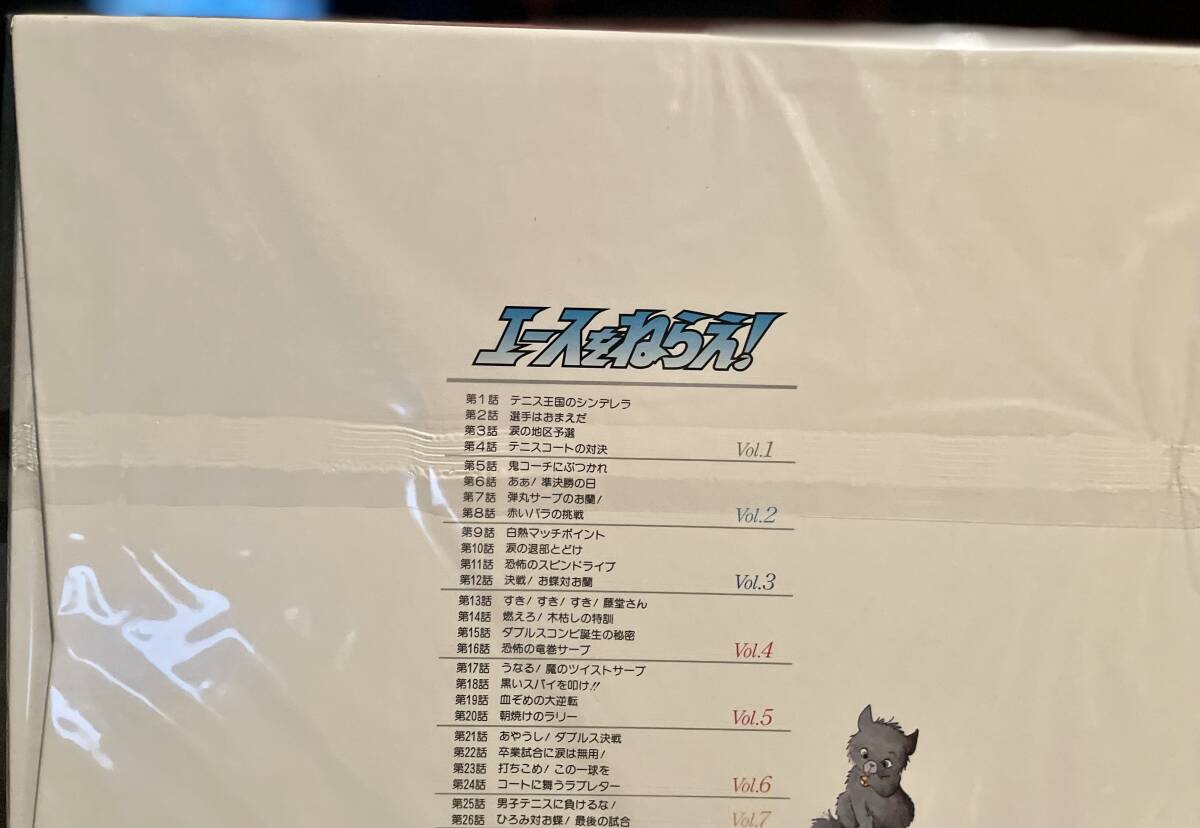 エースをねらえ!
第1話 テニス王国のシンデレラ
第2話 選手はおまえだ
第3話 涙の地区予選
第4話 テニスコートの対決
Vol.1
第5話 鬼コーチにぶつかれ
第6話 ああ!準決勝の日
第7話 弾丸サーブのお蘭!
第8話 赤いバラの挑戦
Vol.2
第9話 白熱マッチポイント
第10話 涙の退部とどけ
第11話 恐怖のスピンドライブ
第12話 決戦!お蝶対お蘭
Vol.3
第13話 すき!すき!すき!藤堂さん
第14話 燃えろ!木枯しの特訓
第15話 ダブルスコンビ誕生の秘密
第16話 恐怖の竜巻サーブ
Vol.4
第17話 うなる!魔のツイストサーブ
第18話 黒いスパイを叩け!!
第19話 血ぞめの大逆転
第20話 朝焼けのラリー
Vol.5
第21話 あやうし!ダブルス決戦
第22話 卒業試合に涙は無用!
第23話 打ちこめ!この一球を
第24話 コートに舞うラブレター
Vol.6
第25話 男子テニスに負けるな!
第26話 ひろみ対お蝶!最後の試合
Vol.7